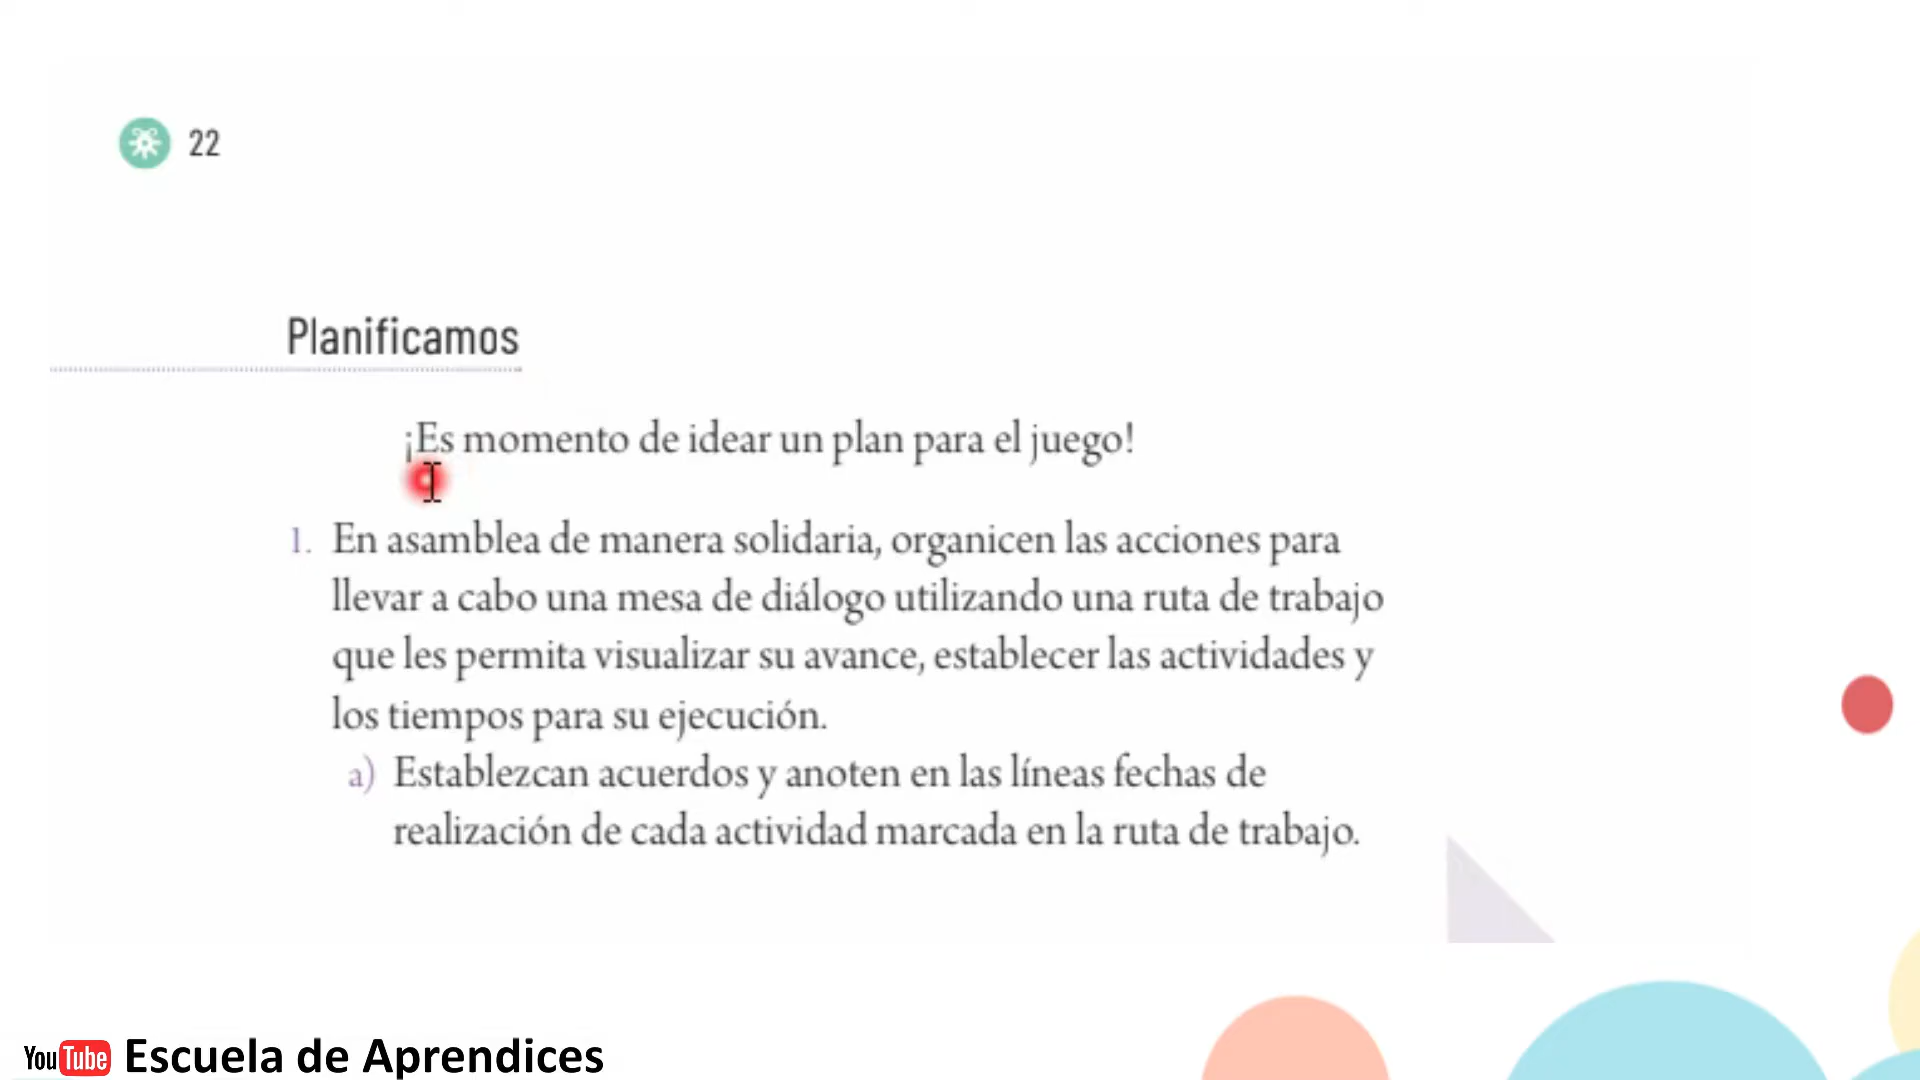 22
Planificamos
¡Es momento de idear un plan para el juego!
1. En asamblea de manera solidaria, organicen las acciones para
llevar a cabo una mesa de diálogo utilizando una ruta de trabajo
que les permita visualizar su avance, establecer las actividades y
los tiempos para su ejecución.
a) Establezcan acuerdos y anoten en las líneas fechas de
realización de cada actividad marcada en la ruta de trabajo.
YouTube Escuela de Aprendices